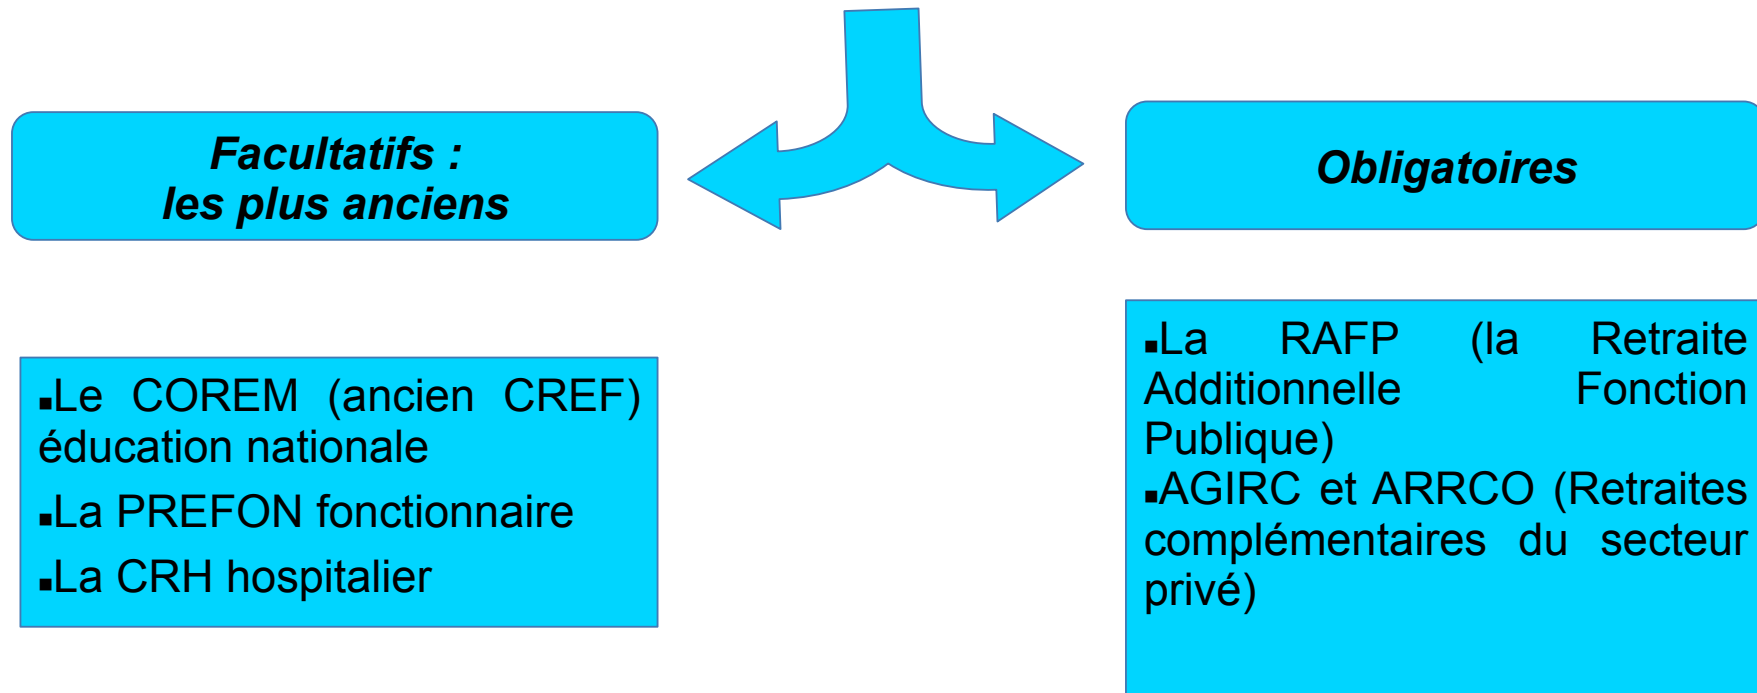 Facultatifs :
les plus anciens
▪Le COREM (ancien CREF)
éducation nationale
▪La PREFON fonctionnaire
▪La CRH hospitalier
Obligatoires
▪La RAFP (la Retraite
Additionnelle Fonction
Publique)
▪AGIRC et ARRCO (Retraites
complémentaires du secteur
privé)